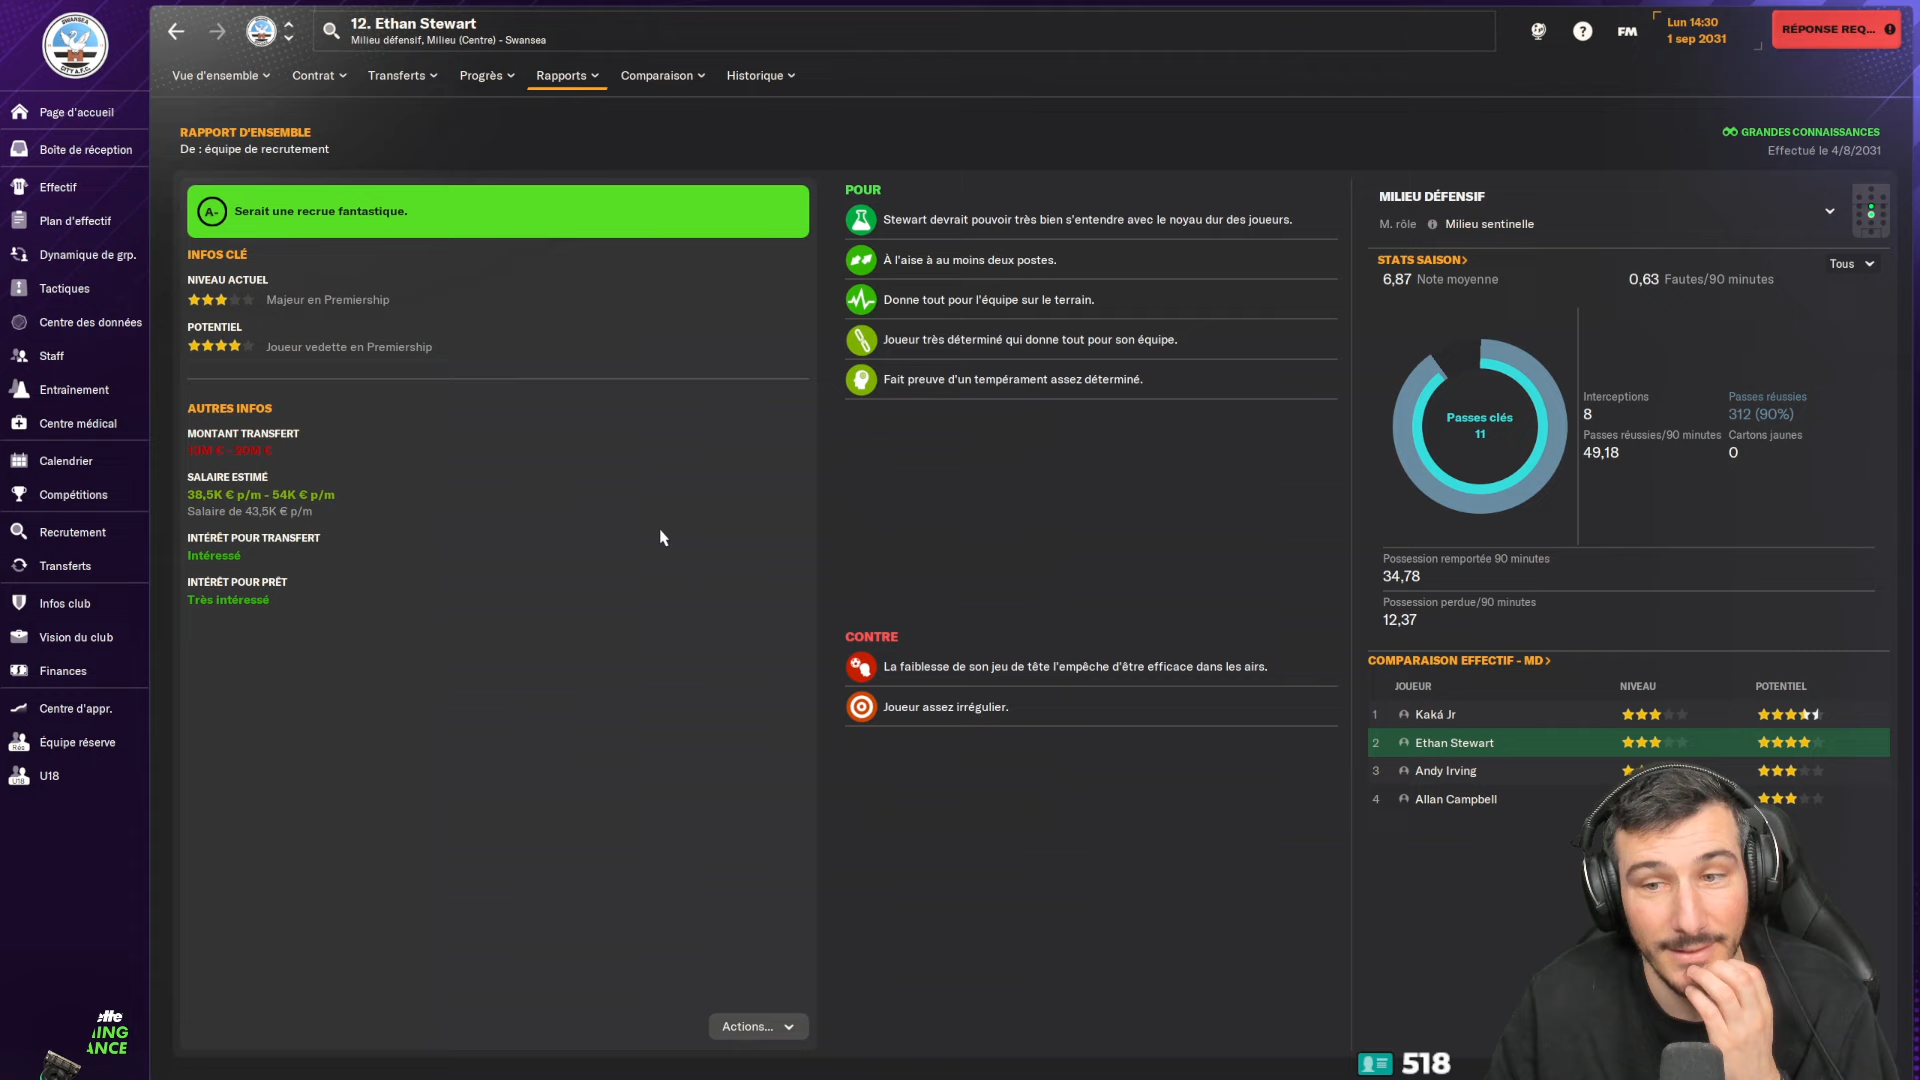 SWANSEA
CITY A.F.C.
12. Ethan Stewart
Milieu défensif, Milieu (Centre) - Swansea
FM
Lun 14:30
1 sep 2031
RÉPONSE REQ...
Vue d'ensemble
Contrat
Transferts
Progrès
Rapports
Comparaison
Historique
Page d'accueil
Boîte de réception
Effectif
Plan d'effectif
Dynamique de grp.
Tactiques
Centre des données
Staff
Entraînement
Centre médical
Calendrier
Compétitions
Recrutement
Transferts
Infos club
Vision du club
Finances
Centre d'appr.
Équipe réserve
U18
RAPPORT D'ENSEMBLE
De : équipe de recrutement
GRANDES CONNAISSANCES
Effectué le 4/8/2031
A-
Serait une recrue fantastique.
INFOS CLÉ
NIVEAU ACTUEL
Majeur en Premiership
POTENTIEL
Joueur vedette en Premiership
AUTRES INFOS
MONTANT TRANSFERT
SALAIRE ESTIMÉ
38,5K € p/m - 54K € p/m
Salaire de 43,5K € p/m
INTÉRÊT POUR TRANSFERT
Intéressé
INTÉRÊT POUR PRÊT
Très intéressé
Actions...
POUR
Stewart devrait pouvoir très bien s'entendre avec le noyau dur des joueurs.
À l'aise à au moins deux postes.
Donne tout pour l'équipe sur le terrain.
Joueur très déterminé qui donne tout pour son équipe.
Fait preuve d'un tempérament assez déterminé.
CONTRE
La faiblesse de son jeu de tête l'empêche d'être efficace dans les airs.
Joueur assez irrégulier.
MILIEU DÉFENSIF
M. rôle Milieu sentinelle
STATS SAISON>
Tous
6,87 Note moyenne
0,63 Fautes/90 minutes
Passes clés
11
Interceptions
8
Passes réussies
312 (90%)
Passes réussies/90 minutes
49,18
Cartons jaunes
0
Possession remportée 90 minutes
34,78
Possession perdue/90 minutes
12,37
COMPARAISON EFFECTIF - MD>
JOUEUR NIVEAU POTENTIEL
1 Kaká Jr
2 Ethan Stewart
3 Andy Irving
4 Allan Campbell
518